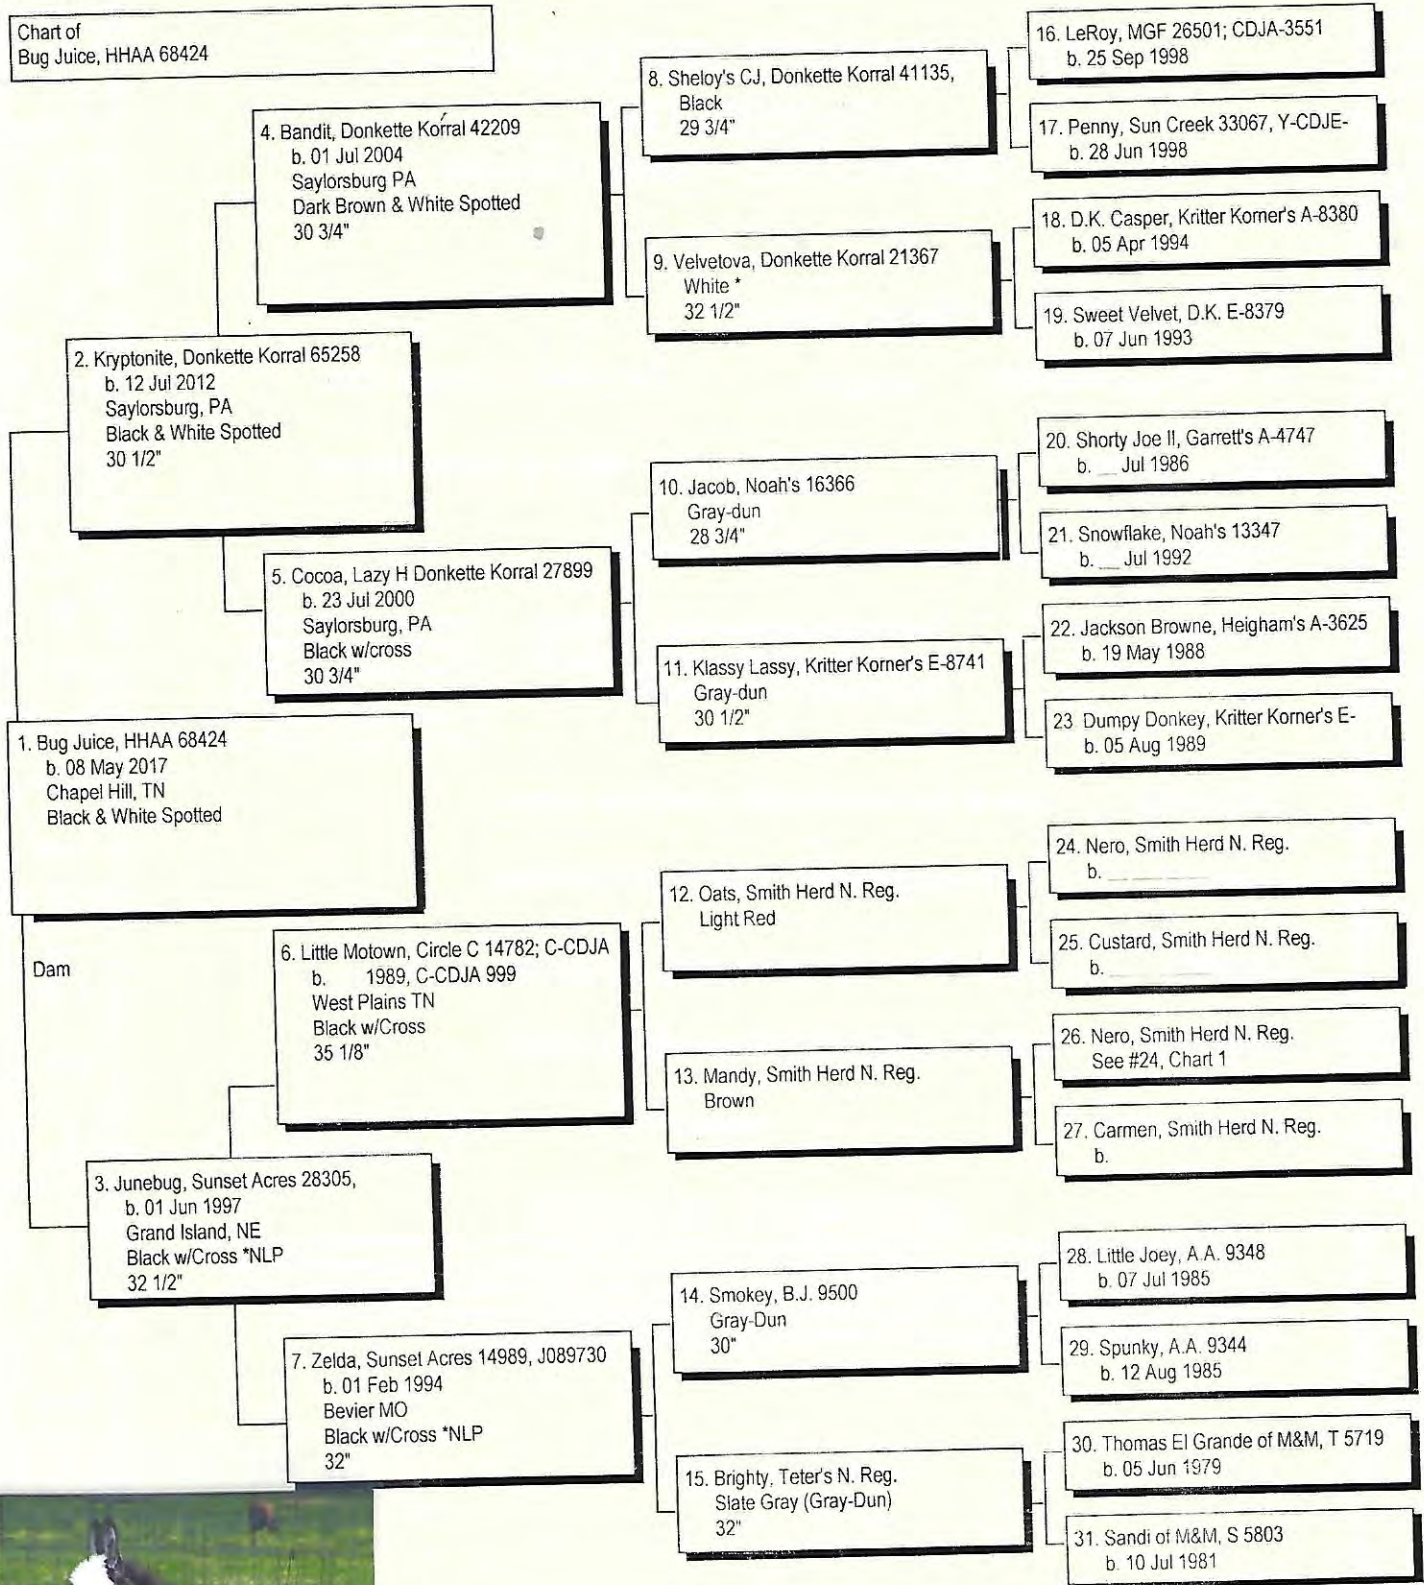 Chart of
Bug Juice, HHAA 68424
16. LeRoy, MGF 26501; CDJA-3551
b. 25 Sep 1998
8. Sheloy's CJ, Donkette Korral 41135,
Black
29 3/4"
17. Penny, Sun Creek 33067, Y-CDJE-
b. 28 Jun 1998
4. Bandit, Donkette Korral 42209
b. 01 Jul 2004
Saylorsburg PA
Dark Brown & White Spotted
30 3/4"
18. D.K. Casper, Kritter Korner's A-8380
b. 05 Apr 1994
9. Velvetova, Donkette Korral 21367
White *
32 1/2"
19. Sweet Velvet, D.K. E-8379
b. 07 Jun 1993
2. Kryptonite, Donkette Korral 65258
b. 12 Jul 2012
Saylorsburg, PA
Black & White Spotted
30 1/2"
20. Shorty Joe II, Garrett's A-4747
b. __ Jul 1986
10. Jacob, Noah's 16366
Gray-dun
28 3/4"
21. Snowflake, Noah's 13347
b. __ Jul 1992
5. Cocoa, Lazy H Donkette Korral 27899
b. 23 Jul 2000
Saylorsburg, PA
Black w/cross
30 3/4"
22. Jackson Browne, Heigham's A-3625
b. 19 May 1988
11. Klassy Lassy, Kritter Korner's E-8741
Gray-dun
30 1/2"
23 Dumpy Donkey, Kritter Korner's E-
b. 05 Aug 1989
1. Bug Juice, HHAA 68424
b. 08 May 2017
Chapel Hill, TN
Black & White Spotted
24. Nero, Smith Herd N. Reg.
b. ________
12. Oats, Smith Herd N. Reg.
Light Red
25. Custard, Smith Herd N. Reg.
b. ________
Dam
6. Little Motown, Circle C 14782; C-CDJA
b. 1989, C-CDJA 999
West Plains TN
Black w/Cross
35 1/8"
26. Nero, Smith Herd N. Reg.
See #24, Chart 1
13. Mandy, Smith Herd N. Reg.
Brown
27. Carmen, Smith Herd N. Reg.
b.
3. Junebug, Sunset Acres 28305,
b. 01 Jun 1997
Grand Island, NE
Black w/Cross *NLP
32 1/2"
28. Little Joey, A.A. 9348
b. 07 Jul 1985
14. Smokey, B.J. 9500
Gray-Dun
30"
29. Spunky, A.A. 9344
b. 12 Aug 1985
7. Zelda, Sunset Acres 14989, J089730
b. 01 Feb 1994
Bevier MO
Black w/Cross *NLP
32"
30. Thomas El Grande of M&M, T 5719
b. 05 Jun 1979
15. Brighty, Teter's N. Reg.
Slate Gray (Gray-Dun)
32"
31. Sandi of M&M, S 5803
b. 10 Jul 1981